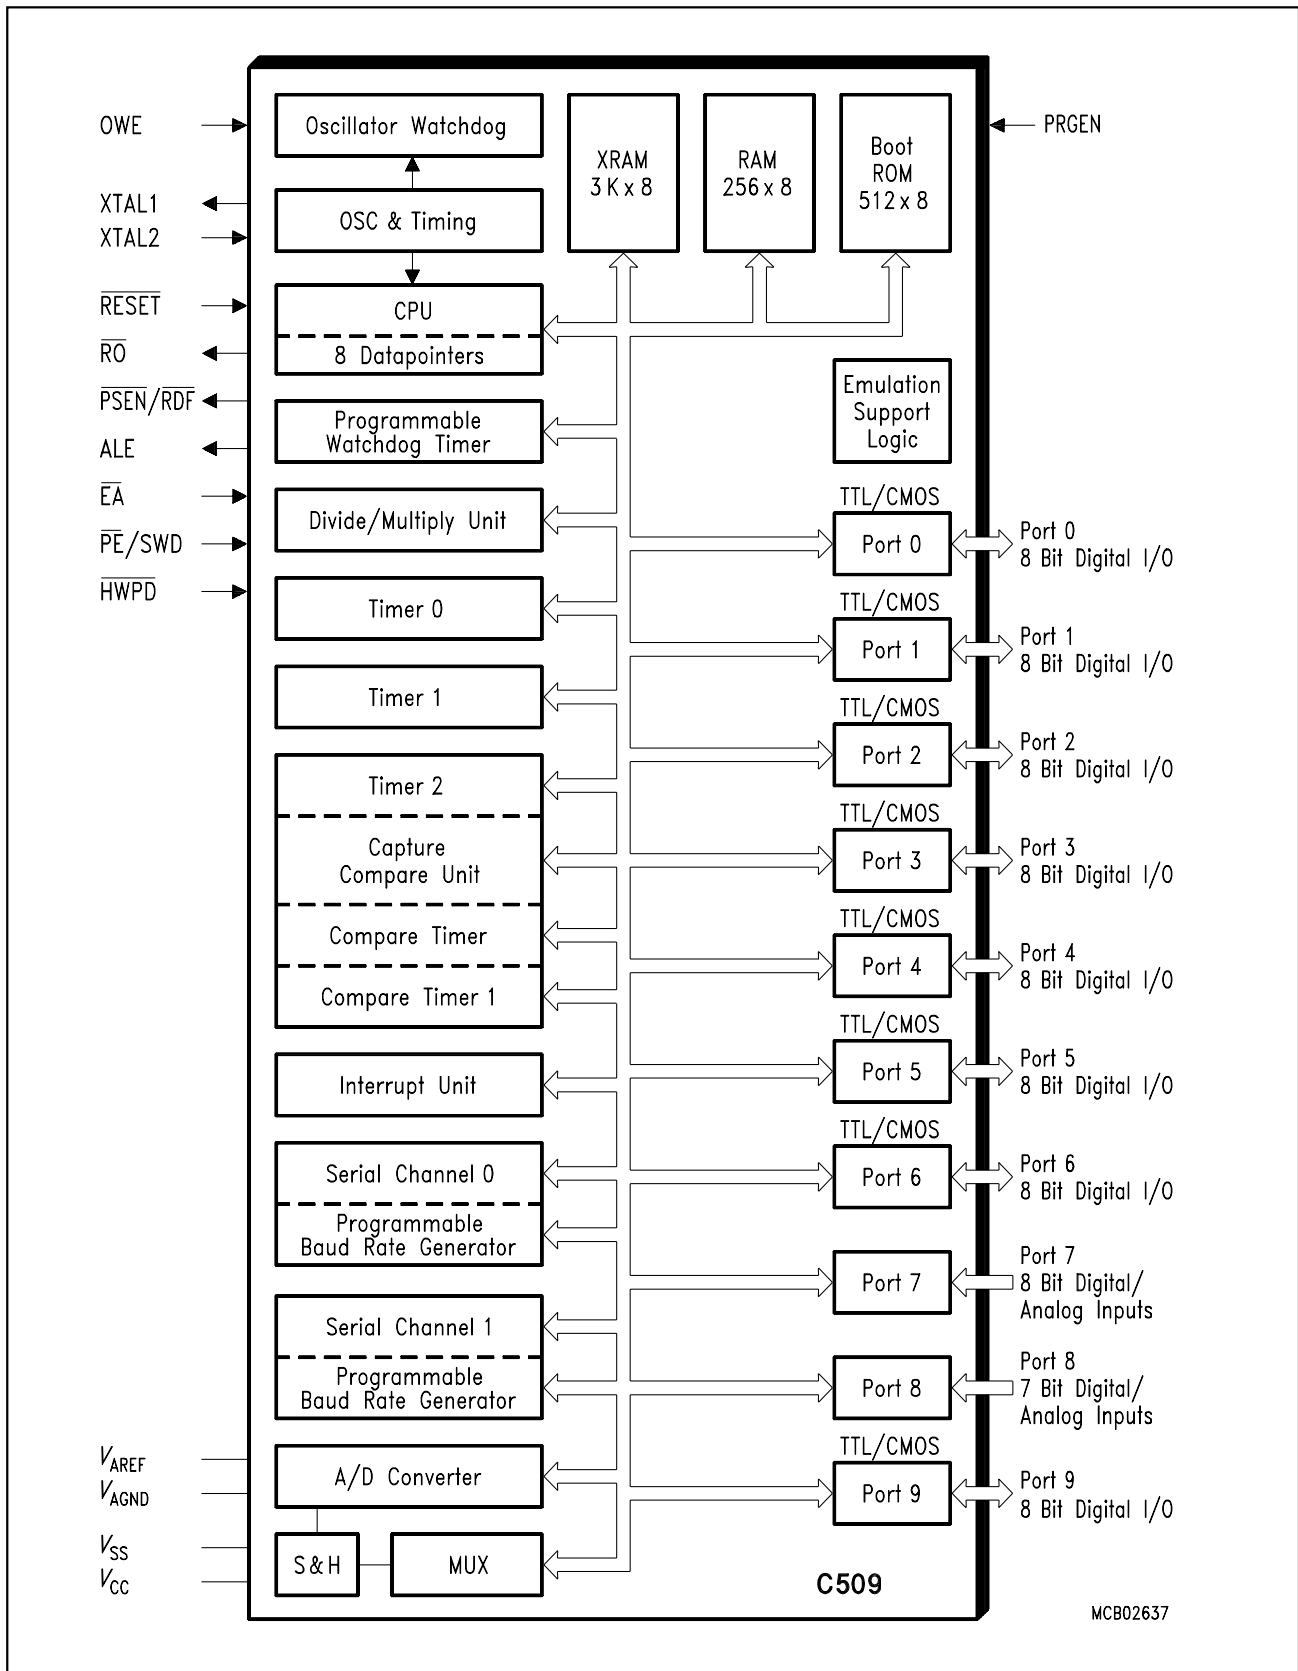 OWE
XTAL1
XTAL2
RESET
RO
PSEN/RDF
ALE
EA
PE/SWD
HWPD
VAREF
VAGND
VSS
VCC
Oscillator Watchdog
OSC & Timing
CPU
8 Datapointers
Programmable
Watchdog Timer
Divide/Multiply Unit
Timer 0
Timer 1
Timer 2
Capture
Compare Unit
Compare Timer
Compare Timer 1
Interrupt Unit
Serial Channel 0
Programmable
Baud Rate Generator
Serial Channel 1
Programmable
Baud Rate Generator
A/D Converter
S&H
MUX
XRAM
3 K x 8
RAM
256 x 8
Boot
ROM
512 x 8
PRGEN
Emulation
Support
Logic
TTL/CMOS
Port 0
Port 0
8 Bit Digital I/O
TTL/CMOS
Port 1
Port 1
8 Bit Digital I/O
TTL/CMOS
Port 2
Port 2
8 Bit Digital I/O
TTL/CMOS
Port 3
Port 3
8 Bit Digital I/O
TTL/CMOS
Port 4
Port 4
8 Bit Digital I/O
TTL/CMOS
Port 5
Port 5
8 Bit Digital I/O
TTL/CMOS
Port 6
Port 6
8 Bit Digital I/O
Port 7
Port 7
8 Bit Digital/
Analog Inputs
Port 8
Port 8
7 Bit Digital/
Analog Inputs
TTL/CMOS
Port 9
Port 9
8 Bit Digital I/O
C509
MCB02637